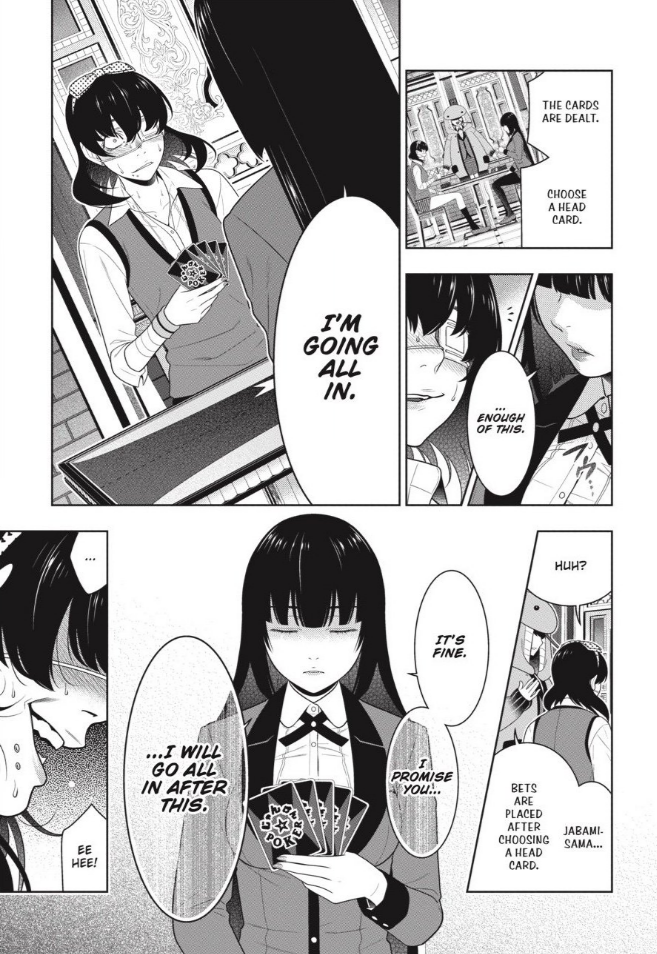 THE CARDS
ARE DEALT.
CHOOSE
A HEAD
CARD.
...ENOUGH
OF THIS.
I'M
GOING
ALL
IN.
HUH?
JABAMI-
SAMA...
BETS
ARE
PLACED
AFTER
CHOOSING
A HEAD
CARD.
IT'S
FINE.
I
PROMISE
YOU...
...I WILL
GO ALL
IN AFTER
THIS.
POKER
...
EE
HEE!